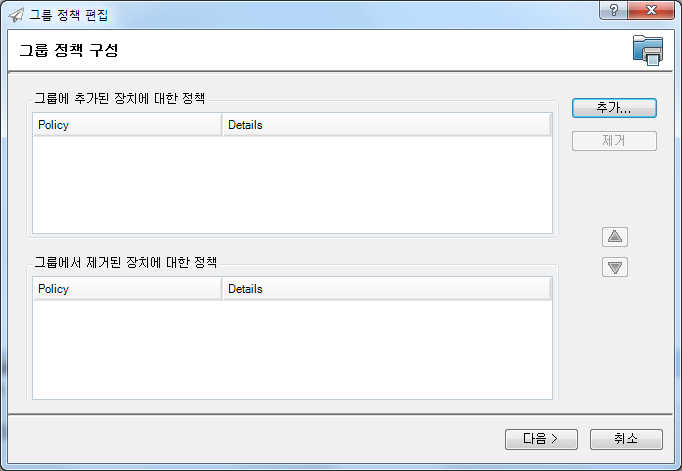 그룹 정책 편집
그룹 정책 구성
그룹에 추가된 장치에 대한 정책
Policy Details
추가...
제거
그룹에서 제거된 장치에 대한 정책
Policy Details
다음 > 취소